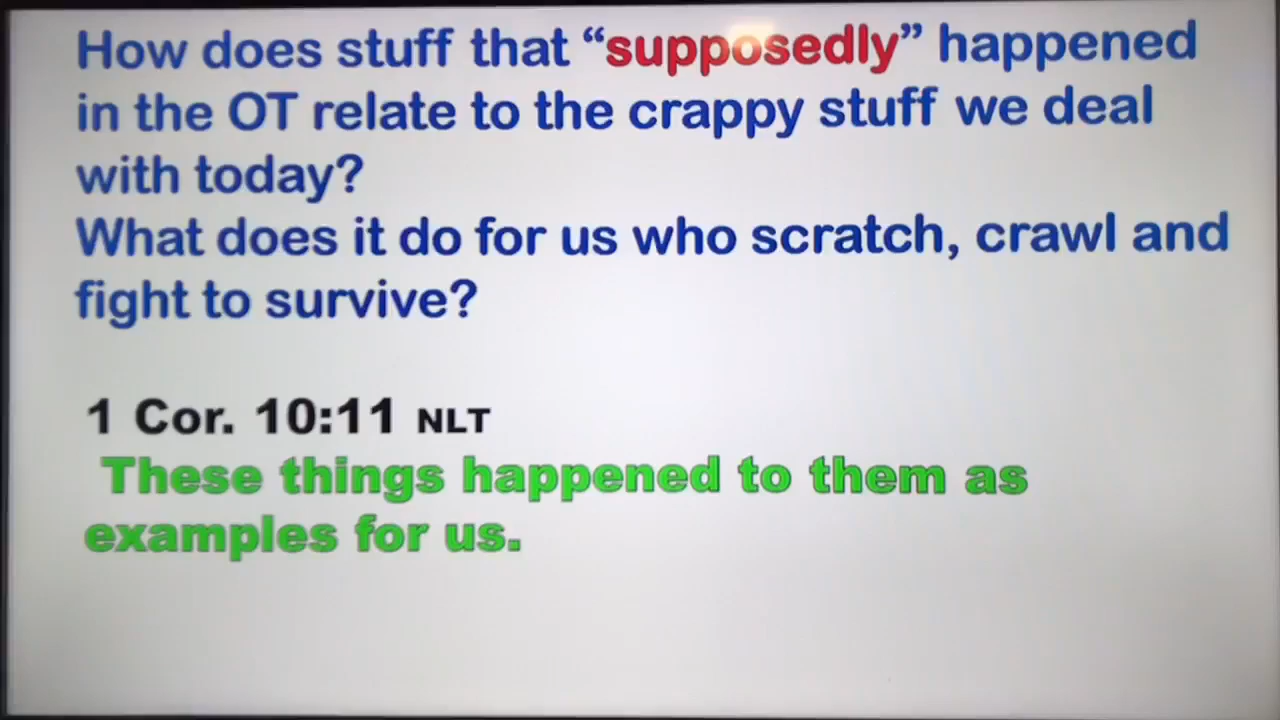 How does stuff that “supposedly” happened
in the OT relate to the crappy stuff we deal
with today?
What does it do for us who scratch, crawl and
fight to survive?
1 Cor. 10:11 NLT
These things happened to them as
examples for us.